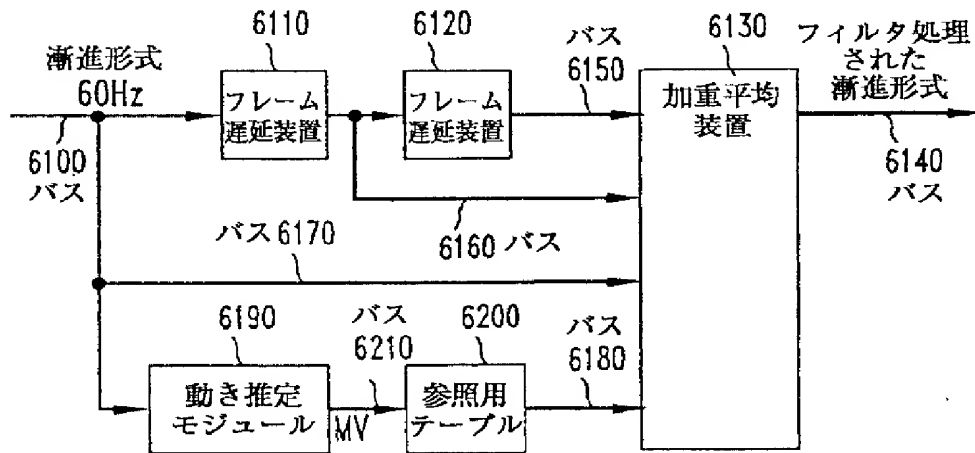 漸進形式
60Hz
6100
バス
6110
フレーム
遅延装置
6120
フレーム
遅延装置
バス
6150
6160 バス
バス 6170
6190
動き推定
モジュール
MV
バス
6210
6200
参照用
テーブル
バス
6180
6130
加重平均
装置
フィルタ処理
された
漸進形式
6140
バス